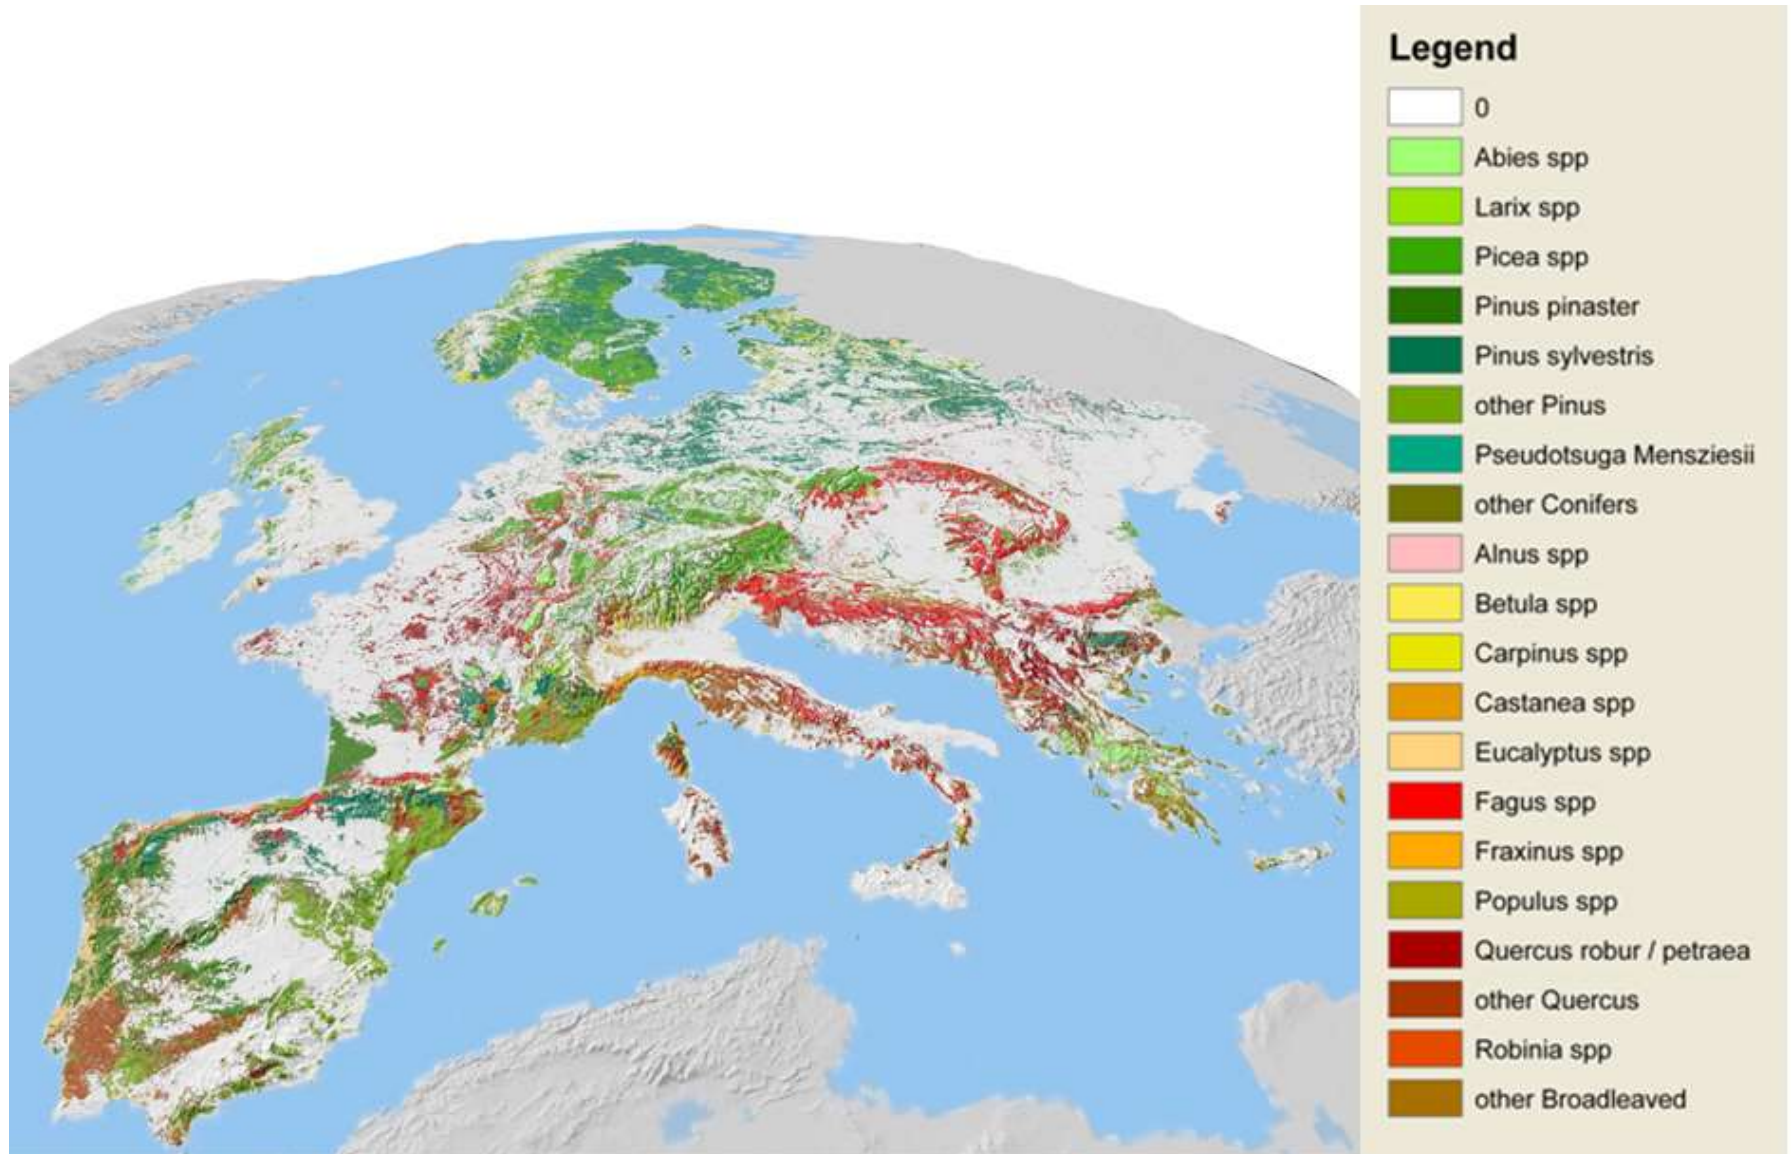 Legend
0
Abies spp
Larix spp
Picea spp
Pinus pinaster
Pinus sylvestris
other Pinus
Pseudotsuga Mensziesii
other Conifers
Alnus spp
Betula spp
Carpinus spp
Castanea spp
Eucalyptus spp
Fagus spp
Fraxinus spp
Populus spp
Quercus robur / petraea
other Quercus
Robinia spp
other Broadleaved